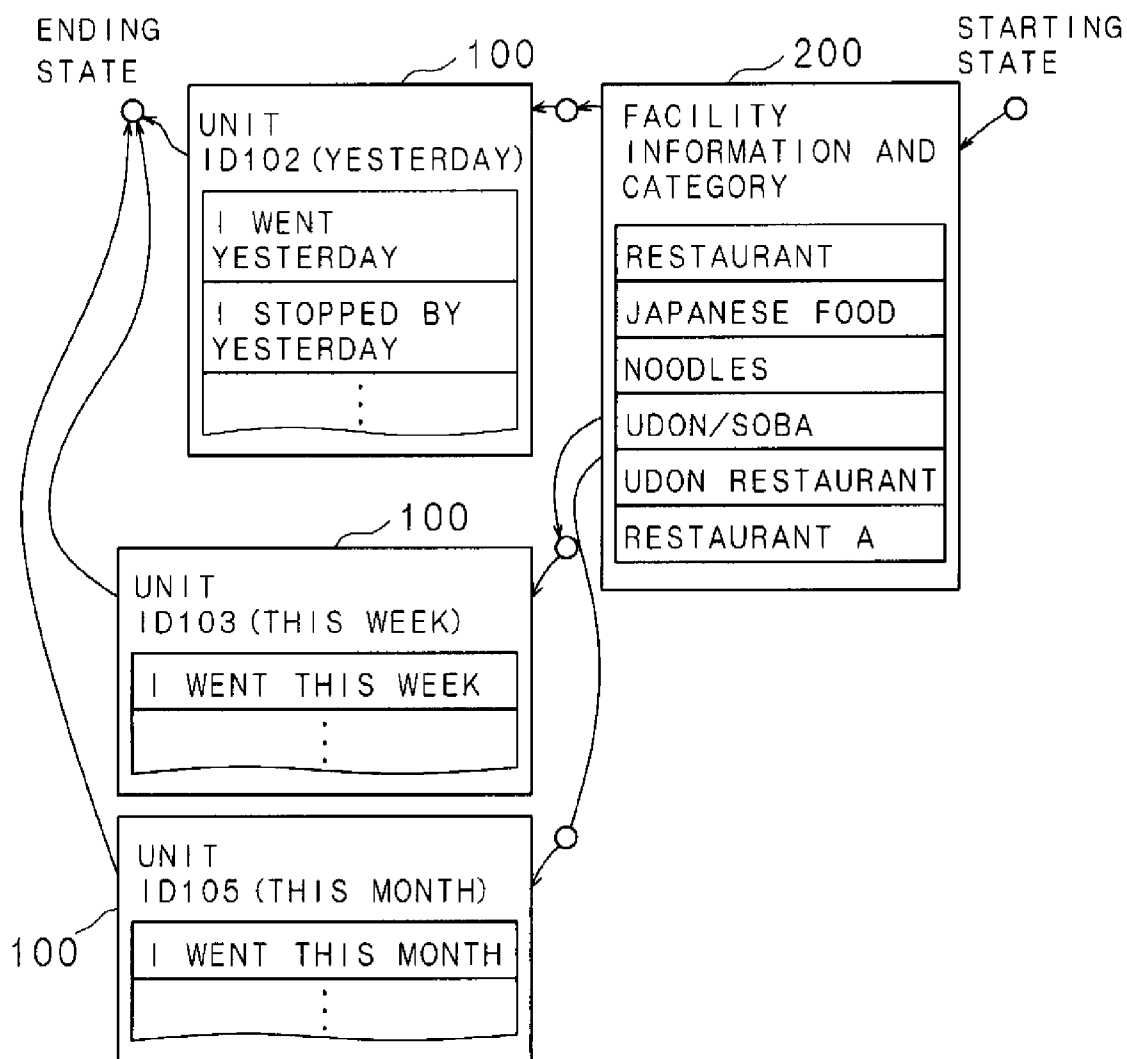 ENDING
STATE
100
UNIT
ID102(YESTERDAY)
I WENT
YESTERDAY
I STOPPED BY
YESTERDAY
200
FACILITY
INFORMATION AND
CATEGORY
RESTAURANT
JAPANESE FOOD
NOODLES
UDON/SOBA
UDON RESTAURANT
RESTAURANT A
STARTING
STATE
100
UNIT
ID103(THIS WEEK)
I WENT THIS WEEK
100
UNIT
ID105(THIS MONTH)
I WENT THIS MONTH